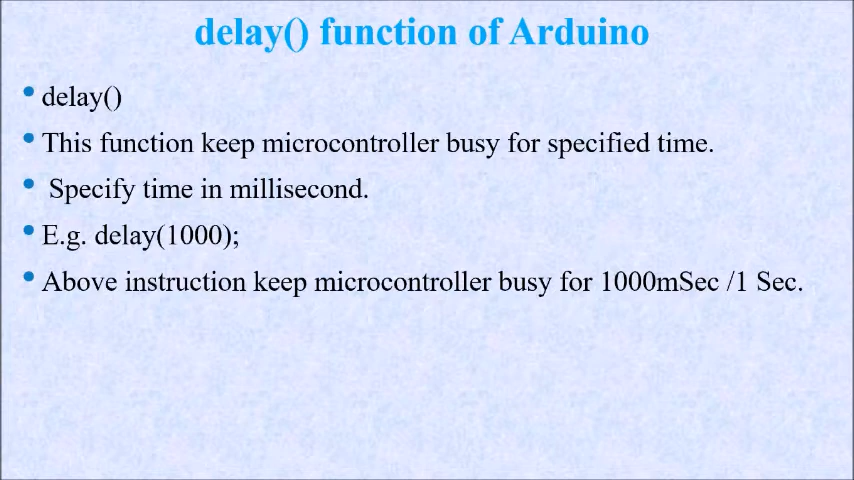 delay() function of Arduino
• delay()
• This function keep microcontroller busy for specified time.
• Specify time in millisecond.
• E.g. delay(1000);
• Above instruction keep microcontroller busy for 1000mSec /1 Sec.